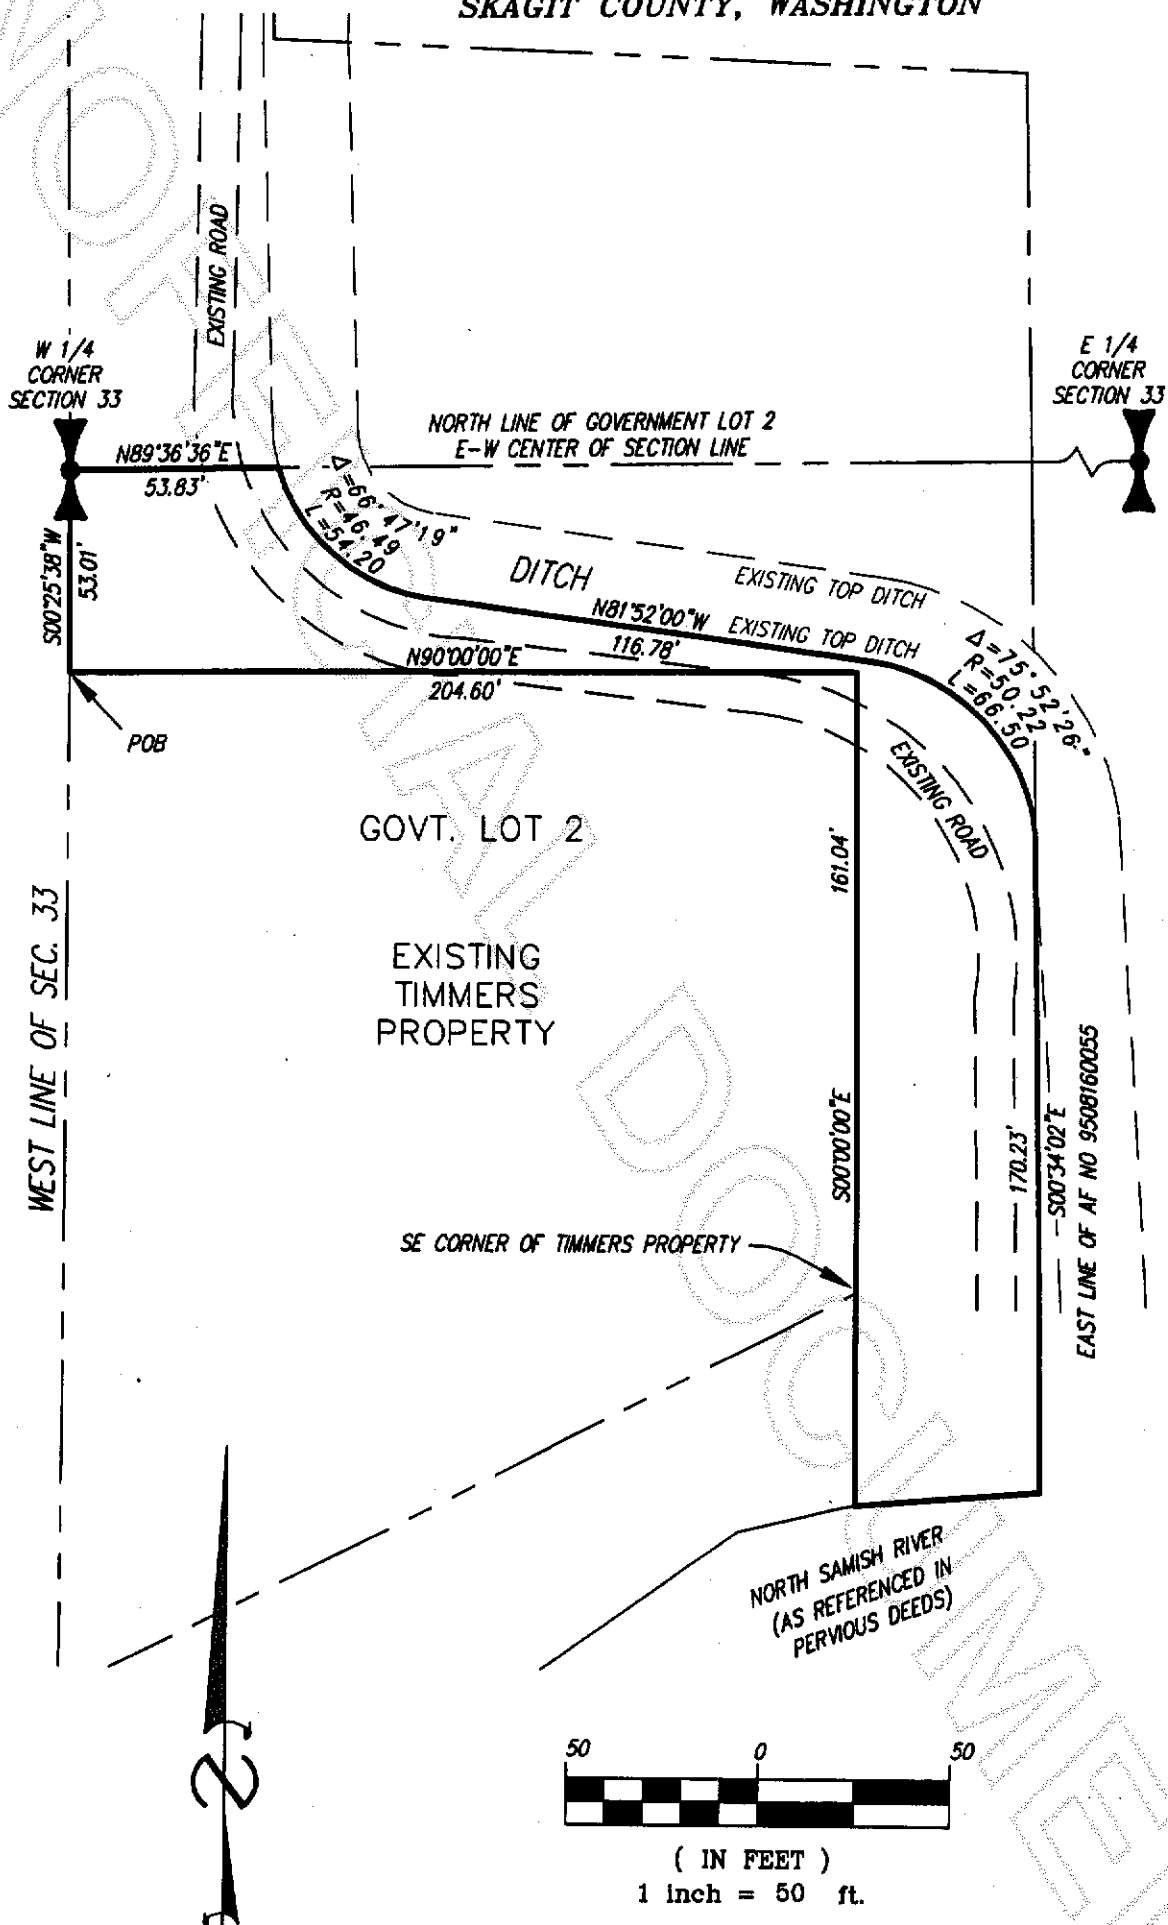 SKAGIT COUNTY, WASHINGTON
EXISTING ROAD
W 1/4
CORNER
SECTION 33
E 1/4
CORNER
SECTION 33
NORTH LINE OF GOVERNMENT LOT 2
E-W CENTER OF SECTION LINE
N89°36'36"E
53.83'
Δ=66°47'19"
R=46.49
L=54.20
S00°25'38"W
53.01'
DITCH
EXISTING TOP DITCH
N81°52'00"W
EXISTING TOP DITCH
116.78'
Δ=75°52'26"
R=50.22
L=66.50
N90°00'00"E
204.60'
POB
EXISTING ROAD
GOVT. LOT 2
161.04'
WEST LINE OF SEC. 33
EXISTING
TIMMERS
PROPERTY
S00°00'00"E
170.23'
S00°34'02"E
EAST LINE OF AF NO 9508160055
SE CORNER OF TIMMERS PROPERTY
NORTH SAMISH RIVER
(AS REFERENCED IN
PERVIOUS DEEDS)
50 0 50
( IN FEET )
1 inch = 50 ft.